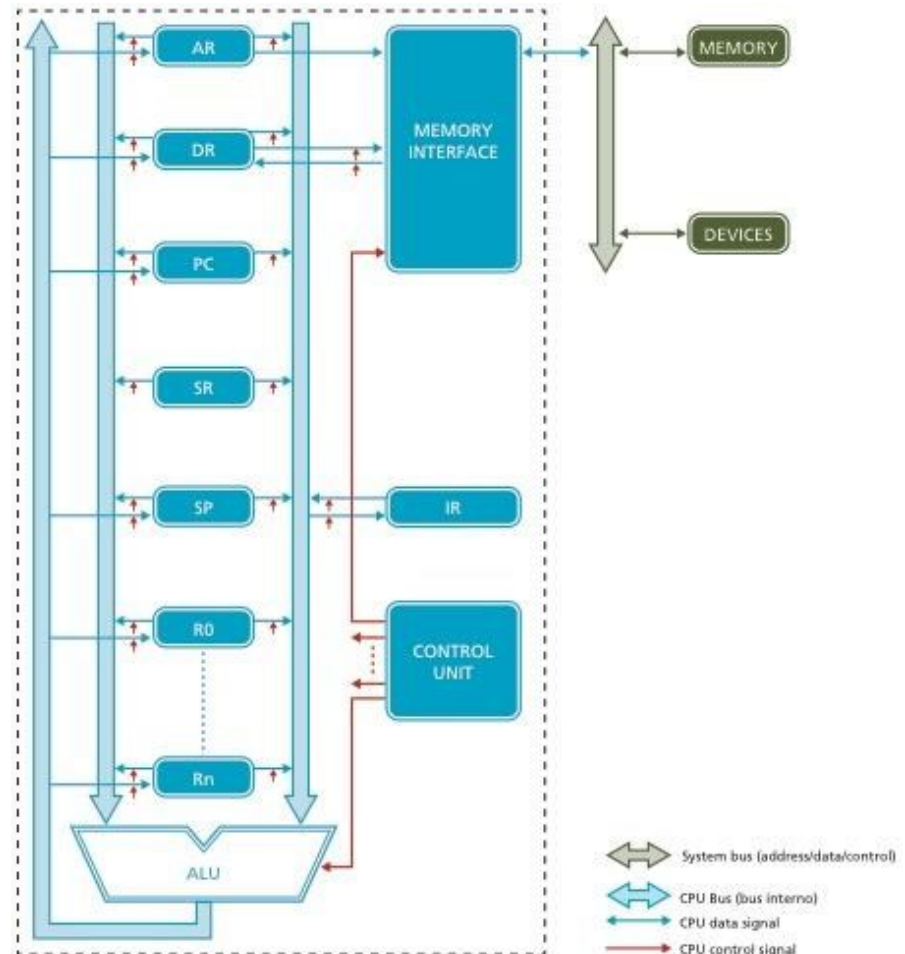 AR
DR
PC
SR
SP
R0
Rn
ALU
MEMORY
INTERFACE
IR
CONTROL
UNIT
MEMORY
DEVICES
System bus (address/data/control)
CPU Bus (bus interno)
CPU data signal
CPU control signal